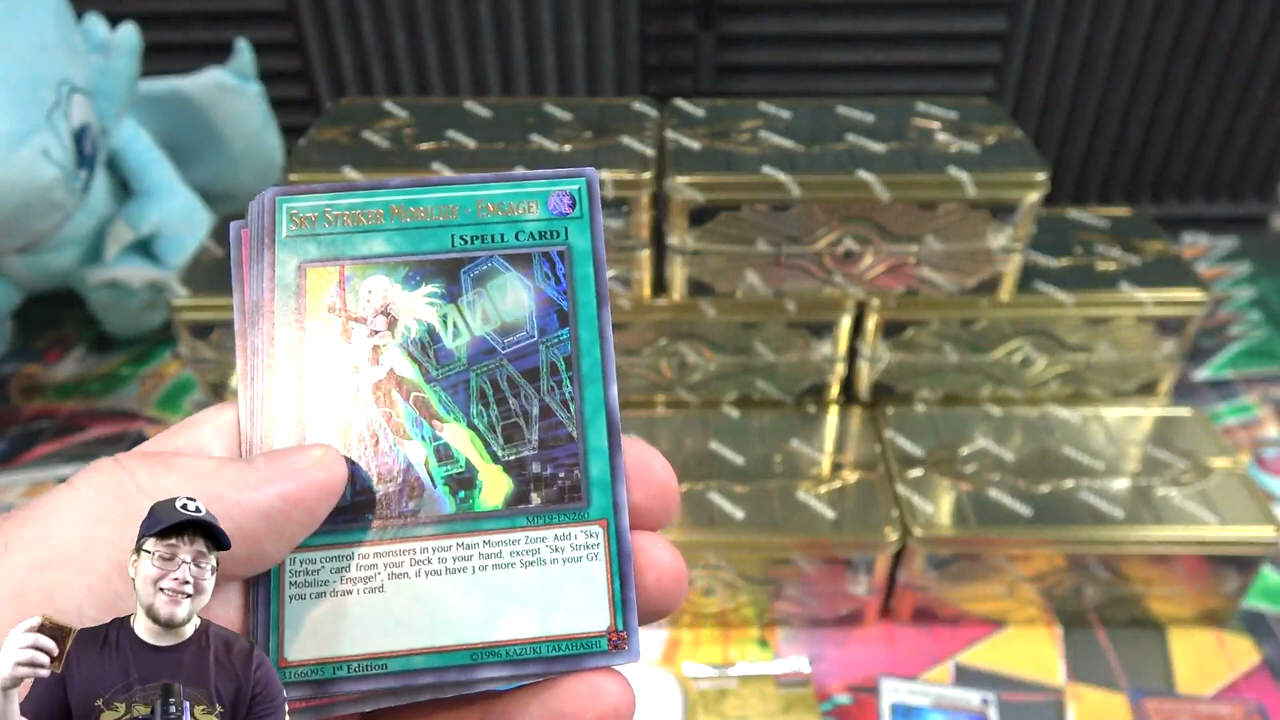 SKY STRIKER MOBILIZE - ENGAGE!
[SPELL CARD]
MP19-EN260
If you control no monsters in your Main Monster Zone: Add 1 "Sky
Striker" card from your Deck to your hand, except "Sky Striker
Mobilize - Engage!", then, if you have 3 or more Spells in your GY,
you can draw 1 card.
3166095 1st Edition
©1996 KAZUKI TAKAHASHI